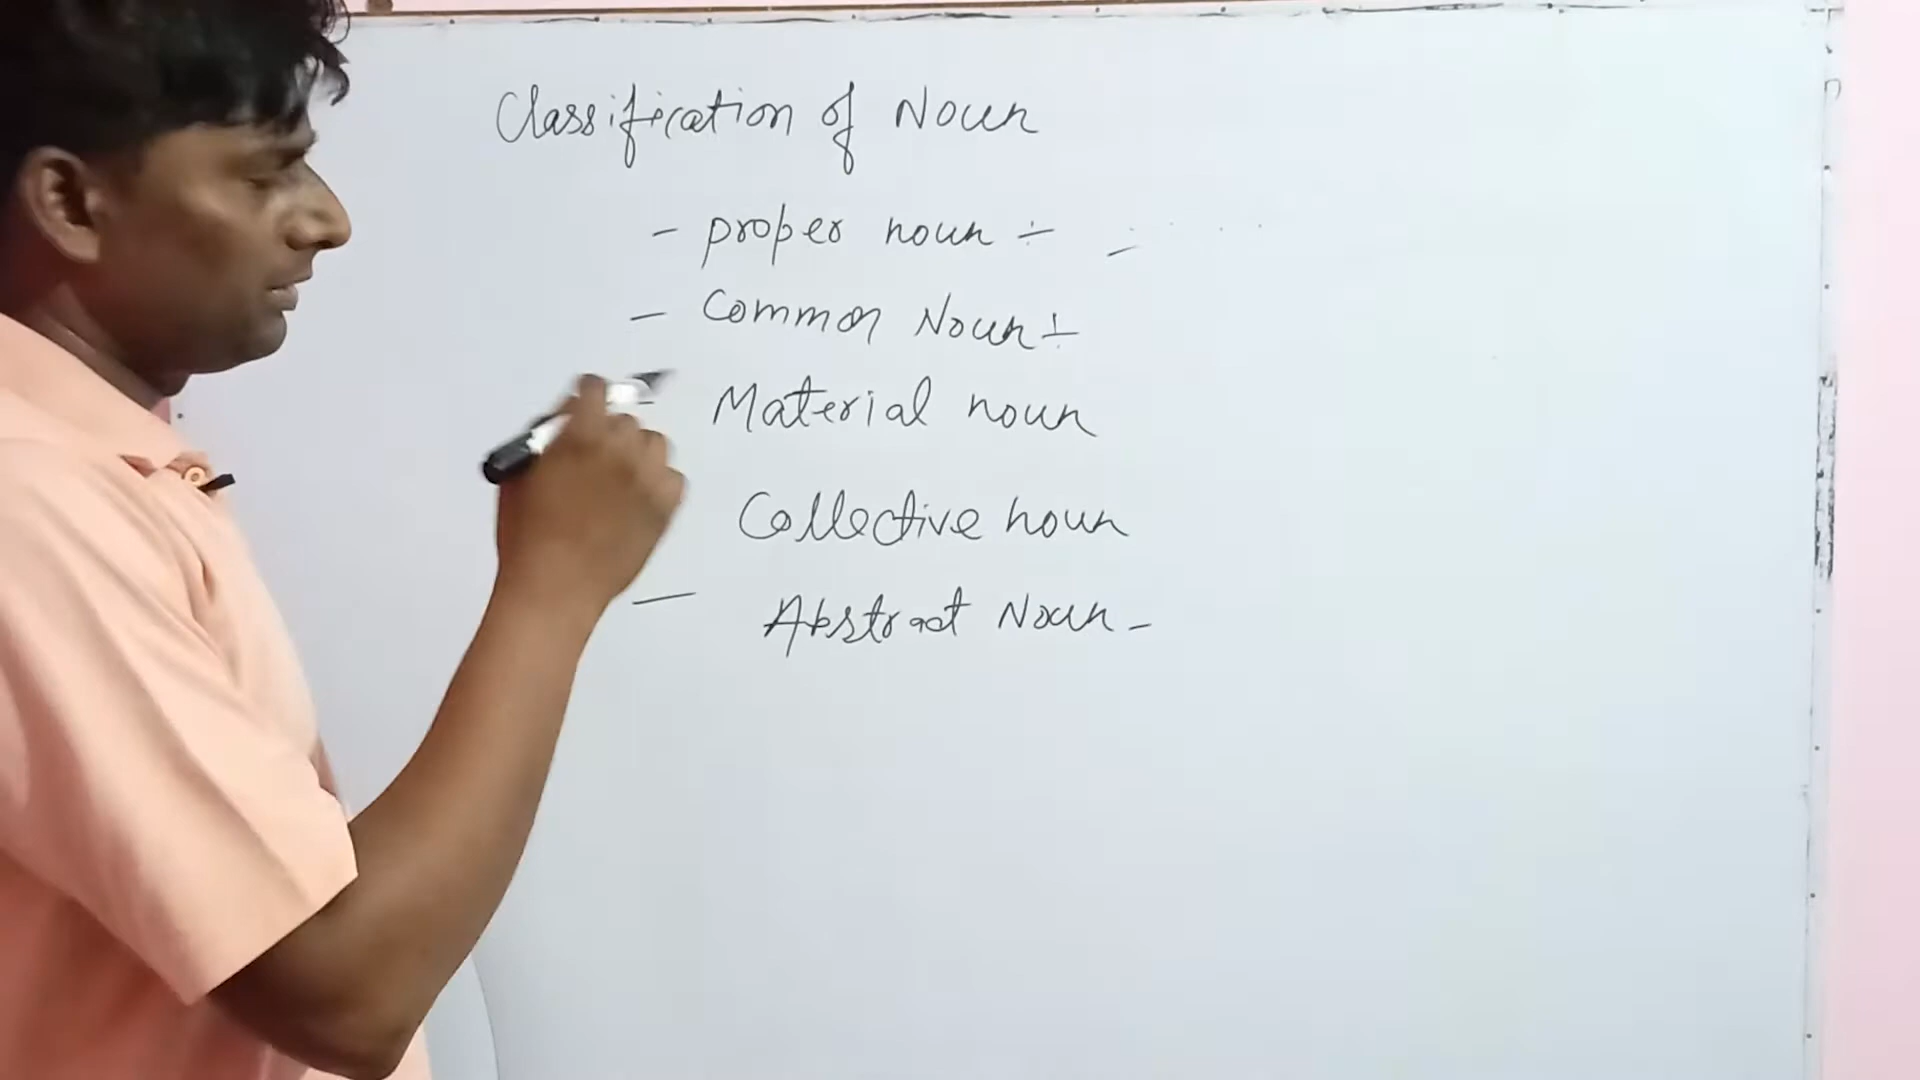 Classification of Noun
- proper noun ÷ -
- Common Noun ÷
- Material noun
Collective noun
- Abstract Noun -